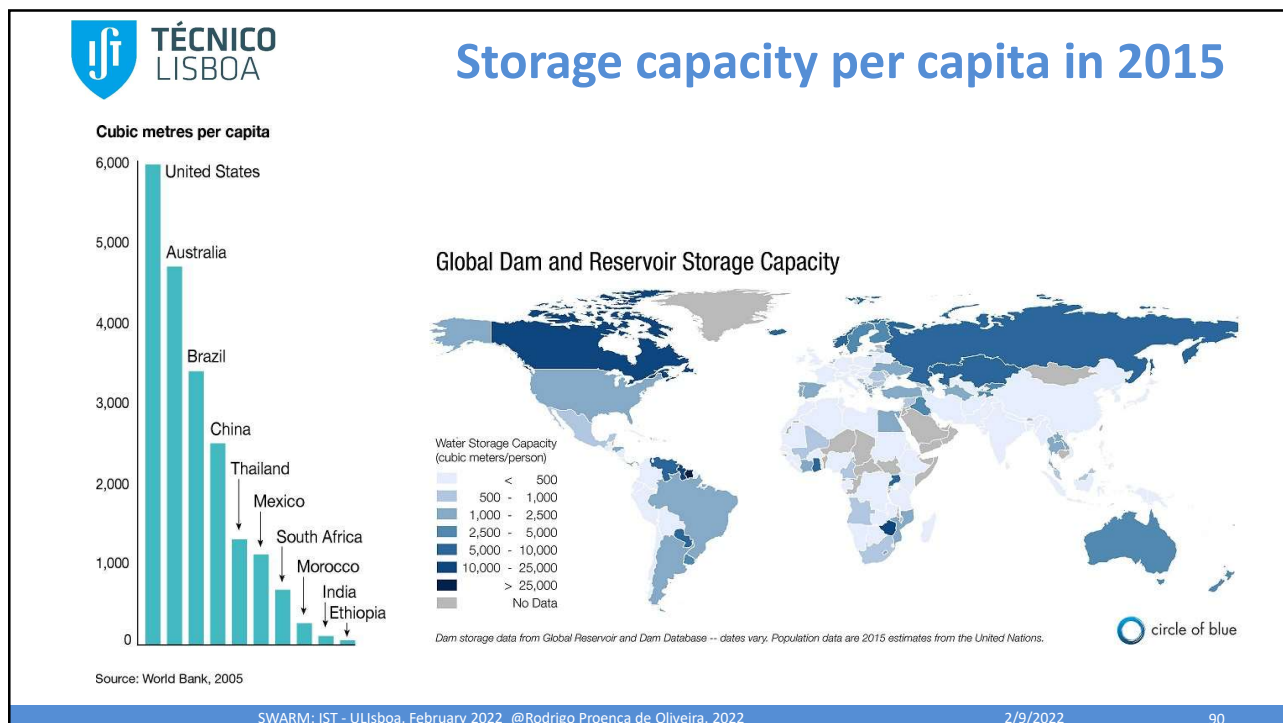 TÉCNICO
LISBOA
Storage capacity per capita in 2015
Cubic metres per capita
6,000
United States
5,000
Australia
4,000
Brazil
3,000
China
Thailand
2,000
Mexico
South Africa
1,000
Morocco
India
Ethiopia
0
Source: World Bank, 2005
Global Dam and Reservoir Storage Capacity
Water Storage Capacity
(cubic meters/person)
< 500
500 - 1,000
1,000 - 2,500
2,500 - 5,000
5,000 - 10,000
10,000 - 25,000
> 25,000
No Data
Dam storage data from Global Reservoir and Dam Database -- dates vary. Population data are 2015 estimates from the United Nations.
circle of blue
SWARM: IST - ULIsboa, February 2022 @Rodrigo Proença de Oliveira, 2022 2/9/2022 90